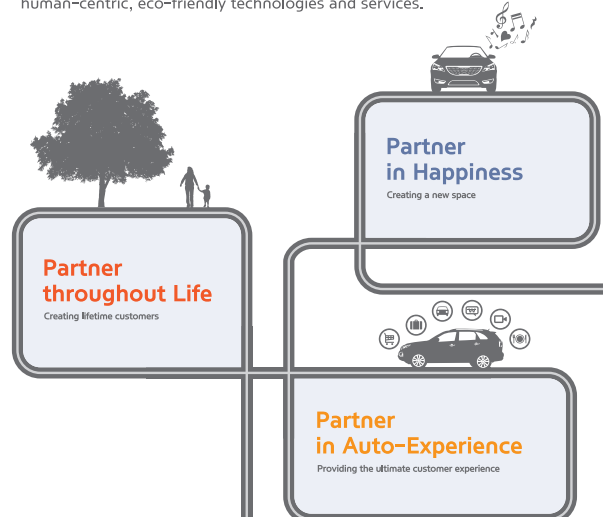 human-centric, eco-friendly technologies and services.
Partner
in Happiness
Creating a new space
Partner
throughout Life
Creating lifetime customers
Partner
in Auto-Experience
Providing the ultimate customer experience